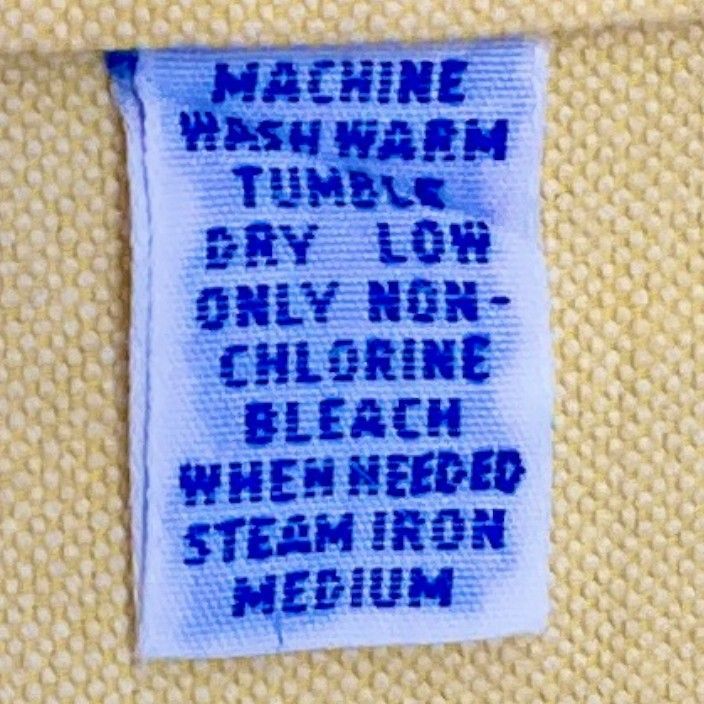 MACHINE
WASH WARM
TUMBLE
DRY LOW
ONLY NON-
CHLORINE
BLEACH
WHEN NEEDED
STEAM IRON
MEDIUM